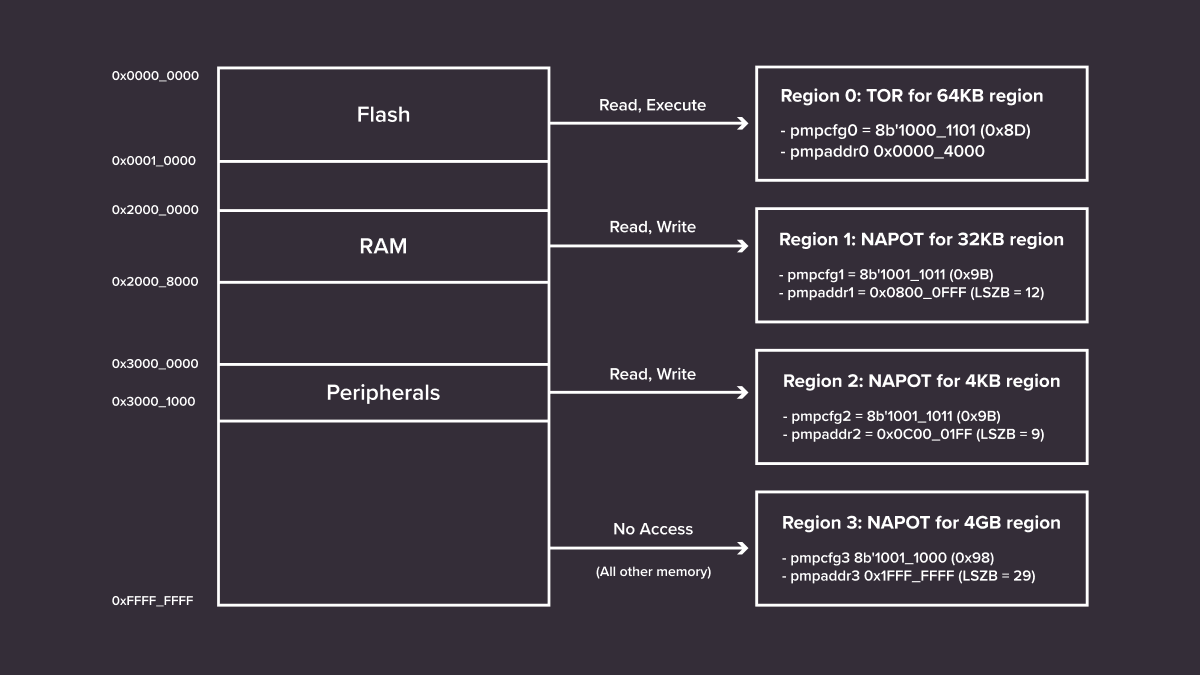 0x0000_0000
Flash
0x0001_0000
0x2000_0000
RAM
0x2000_8000
0x3000_0000
Peripherals
0x3000_1000
0xFFFF_FFFF
Read, Execute
Read, Write
Read, Write
No Access
(All other memory)
Region 0: TOR for 64KB region
- pmpcfg0 = 8b'1000_1101 (0x8D)
- pmpaddr0 0x0000_4000
Region 1: NAPOT for 32KB region
- pmpcfg1 = 8b'1001_1011 (0x9B)
- pmpaddr1 = 0x0800_0FFF (LSZB = 12)
Region 2: NAPOT for 4KB region
- pmpcfg2 = 8b'1001_1011 (0x9B)
- pmpaddr2 = 0x0C00_01FF (LSZB = 9)
Region 3: NAPOT for 4GB region
- pmpcfg3 8b'1001_1000 (0x98)
- pmpaddr3 0x1FFF_FFFF (LSZB = 29)